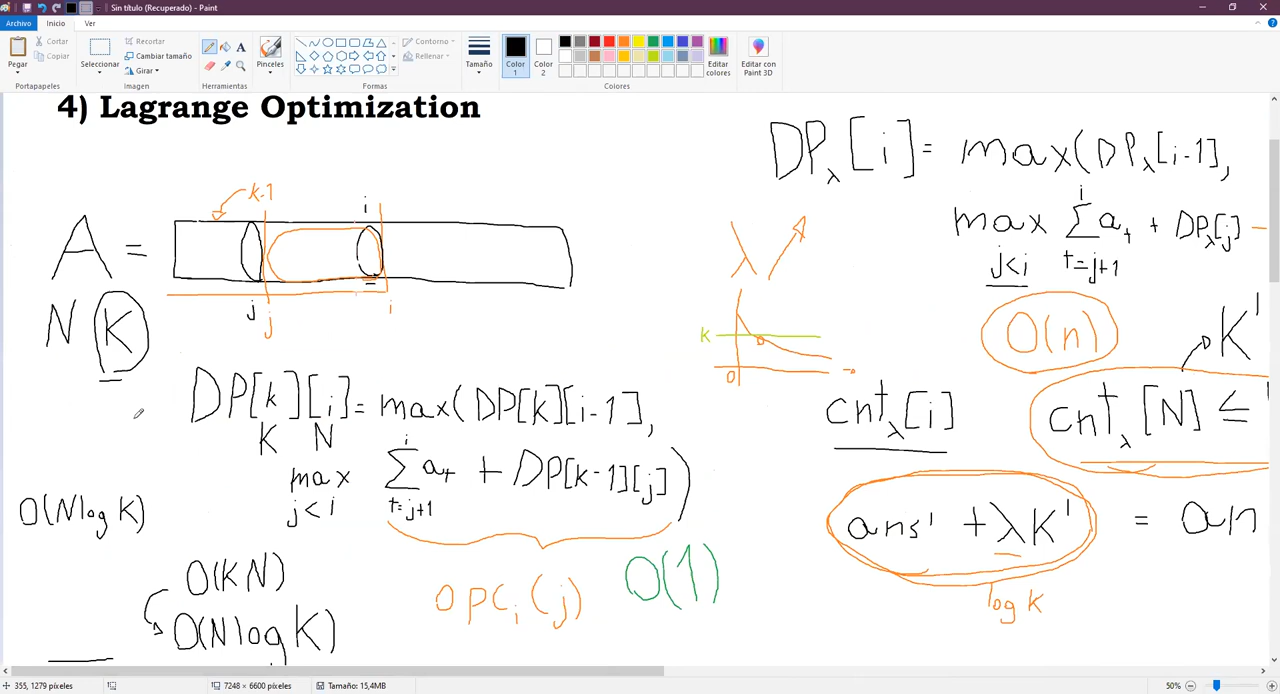 Sin título (Recuperado) - Paint
Archivo Inicio Ver
Pegar
Cortar
Copiar
Portapapeles
Seleccionar
Recortar
Cambiar tamaño
Girar
Imagen
Herramientas
Pinceles
Contorno
Rellenar
Formas
Tamaño
Color 1
Color 2
Editar colores
Editar con Paint 3D
Colores
4) Lagrange Optimization
k-1
i
A =
j
j
i
N K
DP[k][i] = max(DP[k][i-1],
K N
max j<i ∑ i t=j+1 a_t + DP[k-1][j])
O(N log K)
O(KN)
O(N log K)
OPC_i(j)
O(1)
λ
k
0
DP_λ[i] = max(DP_λ[i-1],
max j<i ∑ i t=j+1 a_t + DP_λ[j] -
O(n)
K'
cnt_λ[i]
cnt_λ[N] ≤
ans' + λK' = an
log K
355, 1279 píxeles
7248 × 6600 píxeles
Tamaño: 15,4MB
50%